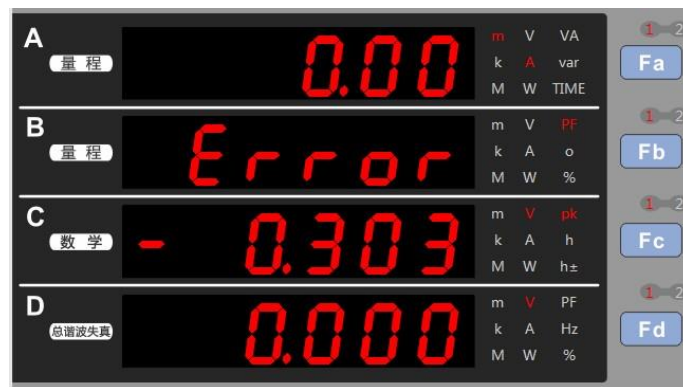 A 量程 0.00 m V VA
k A var
M W TIME
1 2
Fa
B 量程 Error m V PF
k A o
M W %
1 2
Fb
C 数学 - 0.303 m V pk
k A h
M W h±
1 2
Fc
D 总谐波失真 0.000 m V PF
k A Hz
M W %
1 2
Fd